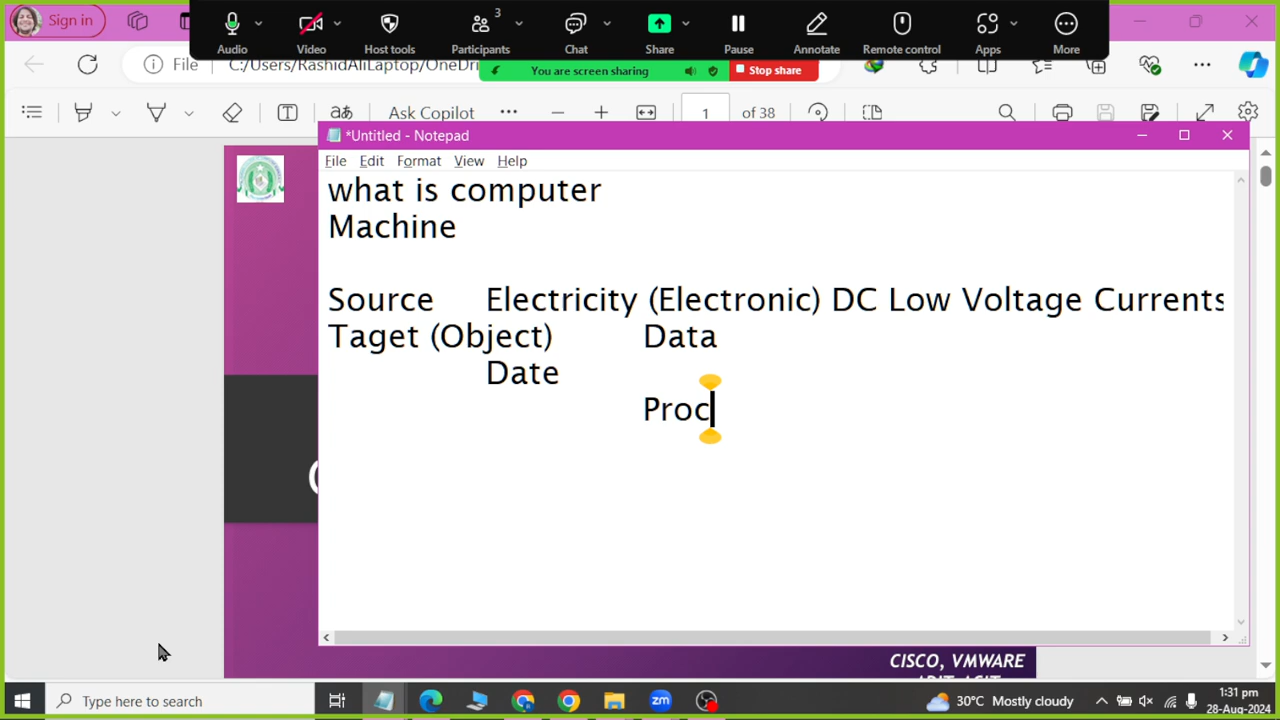 Sign in
Audio
Video
Host tools
3
Participants
Chat
Share
Pause
Annotate
Remote control
Apps
More
File
C:/Users/RashidAliLaptop/OneDri
You are screen sharing
Stop share
aあ
Ask Copilot
1
of 38
*Untitled - Notepad
File Edit Format View Help
what is computer
Machine
Source Electricity (Electronic) DC Low Voltage Currents
Taget (Object) Data
Date
Proc
CISCO, VMWARE
Type here to search
zm
30°C Mostly cloudy
1:31 pm
28-Aug-2024